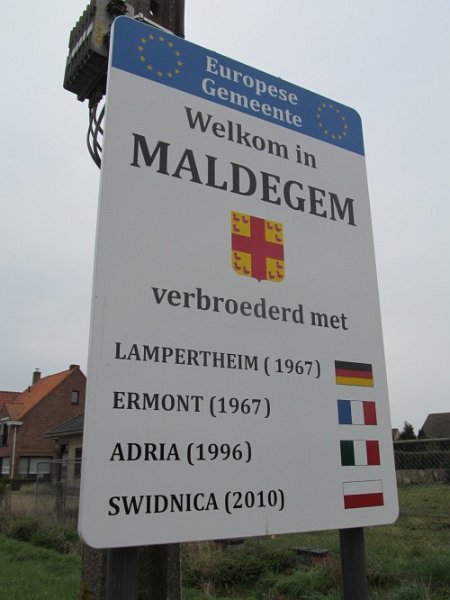 Europese
Gemeente
Welkom in
MALDEGEM
verbroederd met
LAMPERTHEIM ( 1967)
ERMONT (1967)
ADRIA (1996)
SWIDNICA (2010)